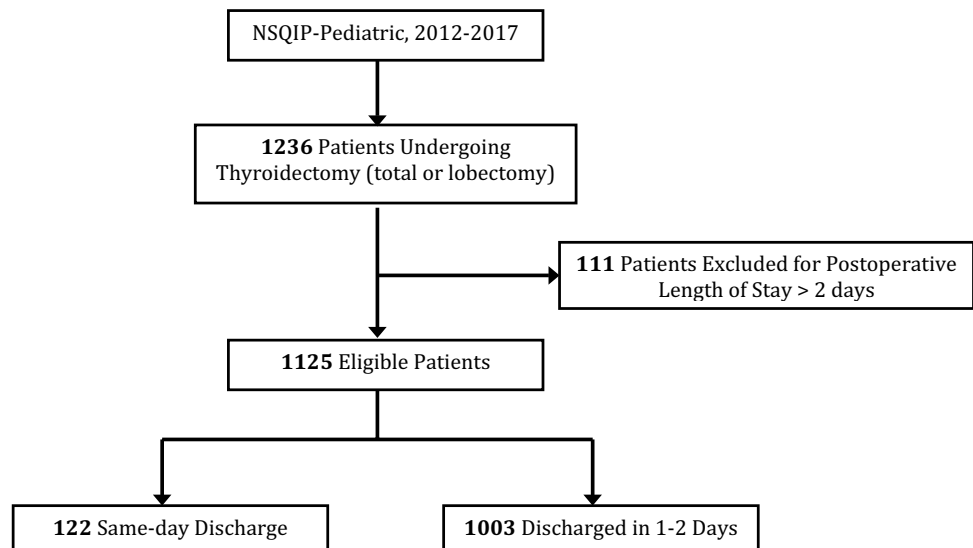 NSQIP-Pediatric, 2012-2017
1236 Patients Undergoing
Thyroidectomy (total or lobectomy)
111 Patients Excluded for Postoperative
Length of Stay > 2 days
1125 Eligible Patients
122 Same-day Discharge
1003 Discharged in 1-2 Days